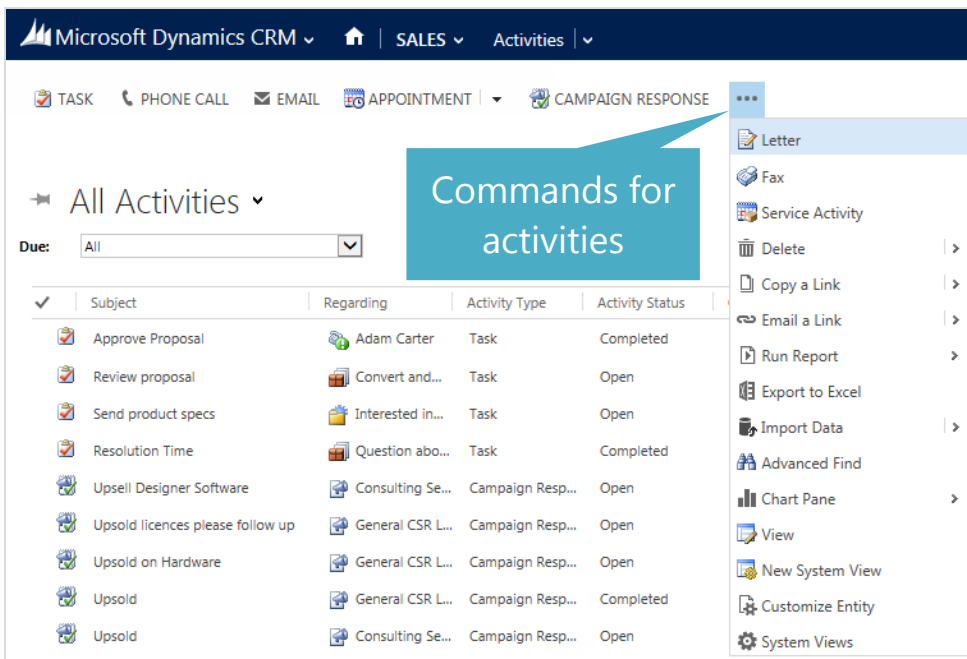 Microsoft Dynamics CRM SALES Activities
TASK PHONE CALL EMAIL APPOINTMENT CAMPAIGN RESPONSE •••
Letter
Fax
Service Activity
Delete
Copy a Link
Email a Link
Run Report
Export to Excel
Import Data
Advanced Find
Chart Pane
View
New System View
Customize Entity
System Views
Commands for
activities
All Activities
Due: All
Subject Regarding Activity Type Activity Status
Approve Proposal Adam Carter Task Completed
Review proposal Convert and... Task Open
Send product specs Interested in... Task Open
Resolution Time Question abo... Task Completed
Upsell Designer Software Consulting Se... Campaign Resp... Open
Upsold licences please follow up General CSR L... Campaign Resp... Open
Upsold on Hardware General CSR L... Campaign Resp... Open
Upsold General CSR L... Campaign Resp... Completed
Upsold Consulting Se... Campaign Resp... Open